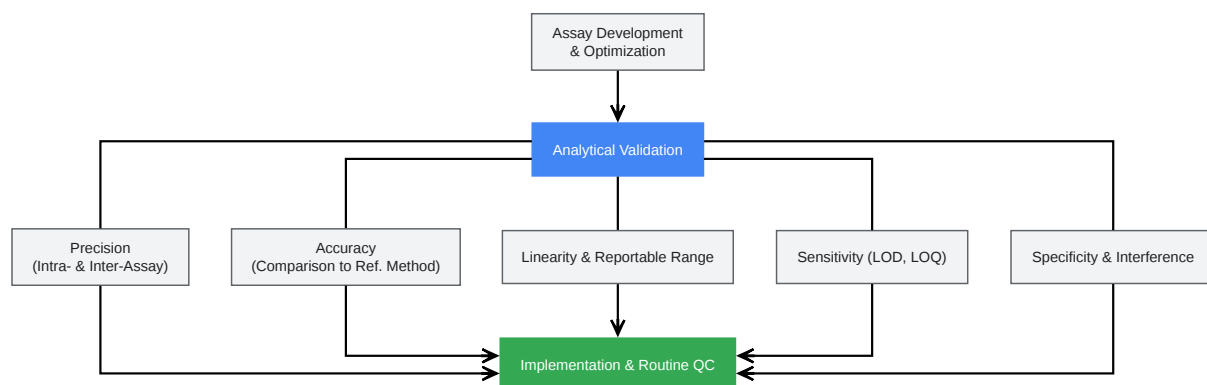 Assay Development
& Optimization
Analytical Validation
Precision
(Intra- & Inter-Assay)
Accuracy
(Comparison to Ref. Method)
Linearity & Reportable Range
Sensitivity (LOD, LOQ)
Specificity & Interference
Implementation & Routine QC